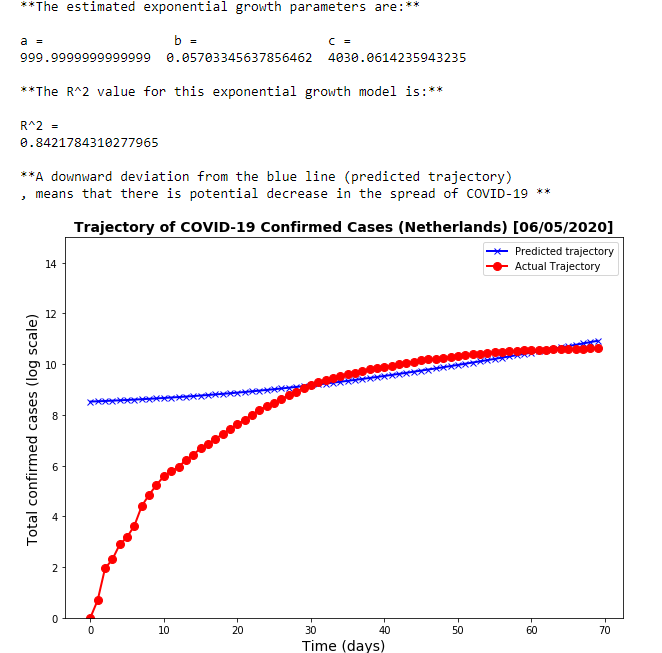 **The estimated exponential growth parameters are:**
a = b = c =
999.9999999999999 0.05703345637856462 4030.0614235943235
**The R^2 value for this exponential growth model is:**
R^2 =
0.8421784310277965
**A downward deviation from the blue line (predicted trajectory)
, means that there is potential decrease in the spread of COVID-19 **
Trajectory of COVID-19 Confirmed Cases (Netherlands) [06/05/2020]
Predicted trajectory
Actual Trajectory
Total confirmed cases (log scale)
14
12
10
8
6
4
2
0
0 10 20 30 40 50 60 70
Time (days)